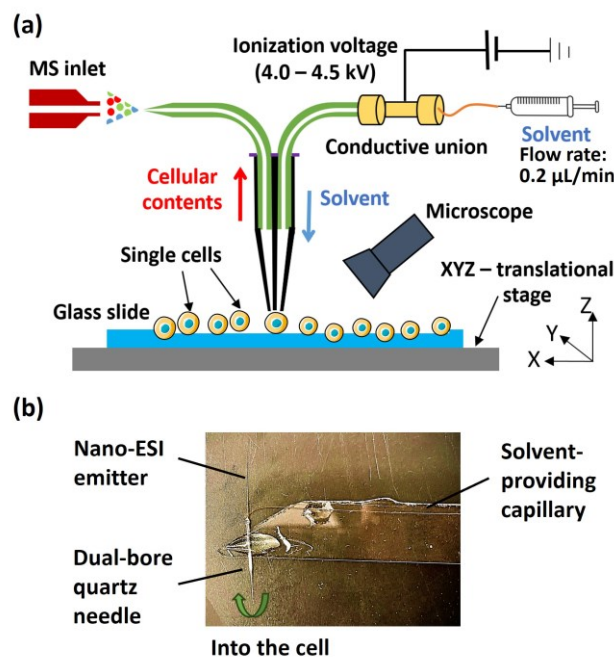 (a)
Ionization voltage
(4.0 – 4.5 kV)
MS inlet
Conductive union
Solvent
Flow rate:
0.2 µL/min
Cellular
contents
Solvent
Microscope
Single cells
XYZ – translational
stage
Glass slide
Z
Y
X
(b)
Nano-ESI
emitter
Solvent-
providing
capillary
Dual-bore
quartz
needle
Into the cell